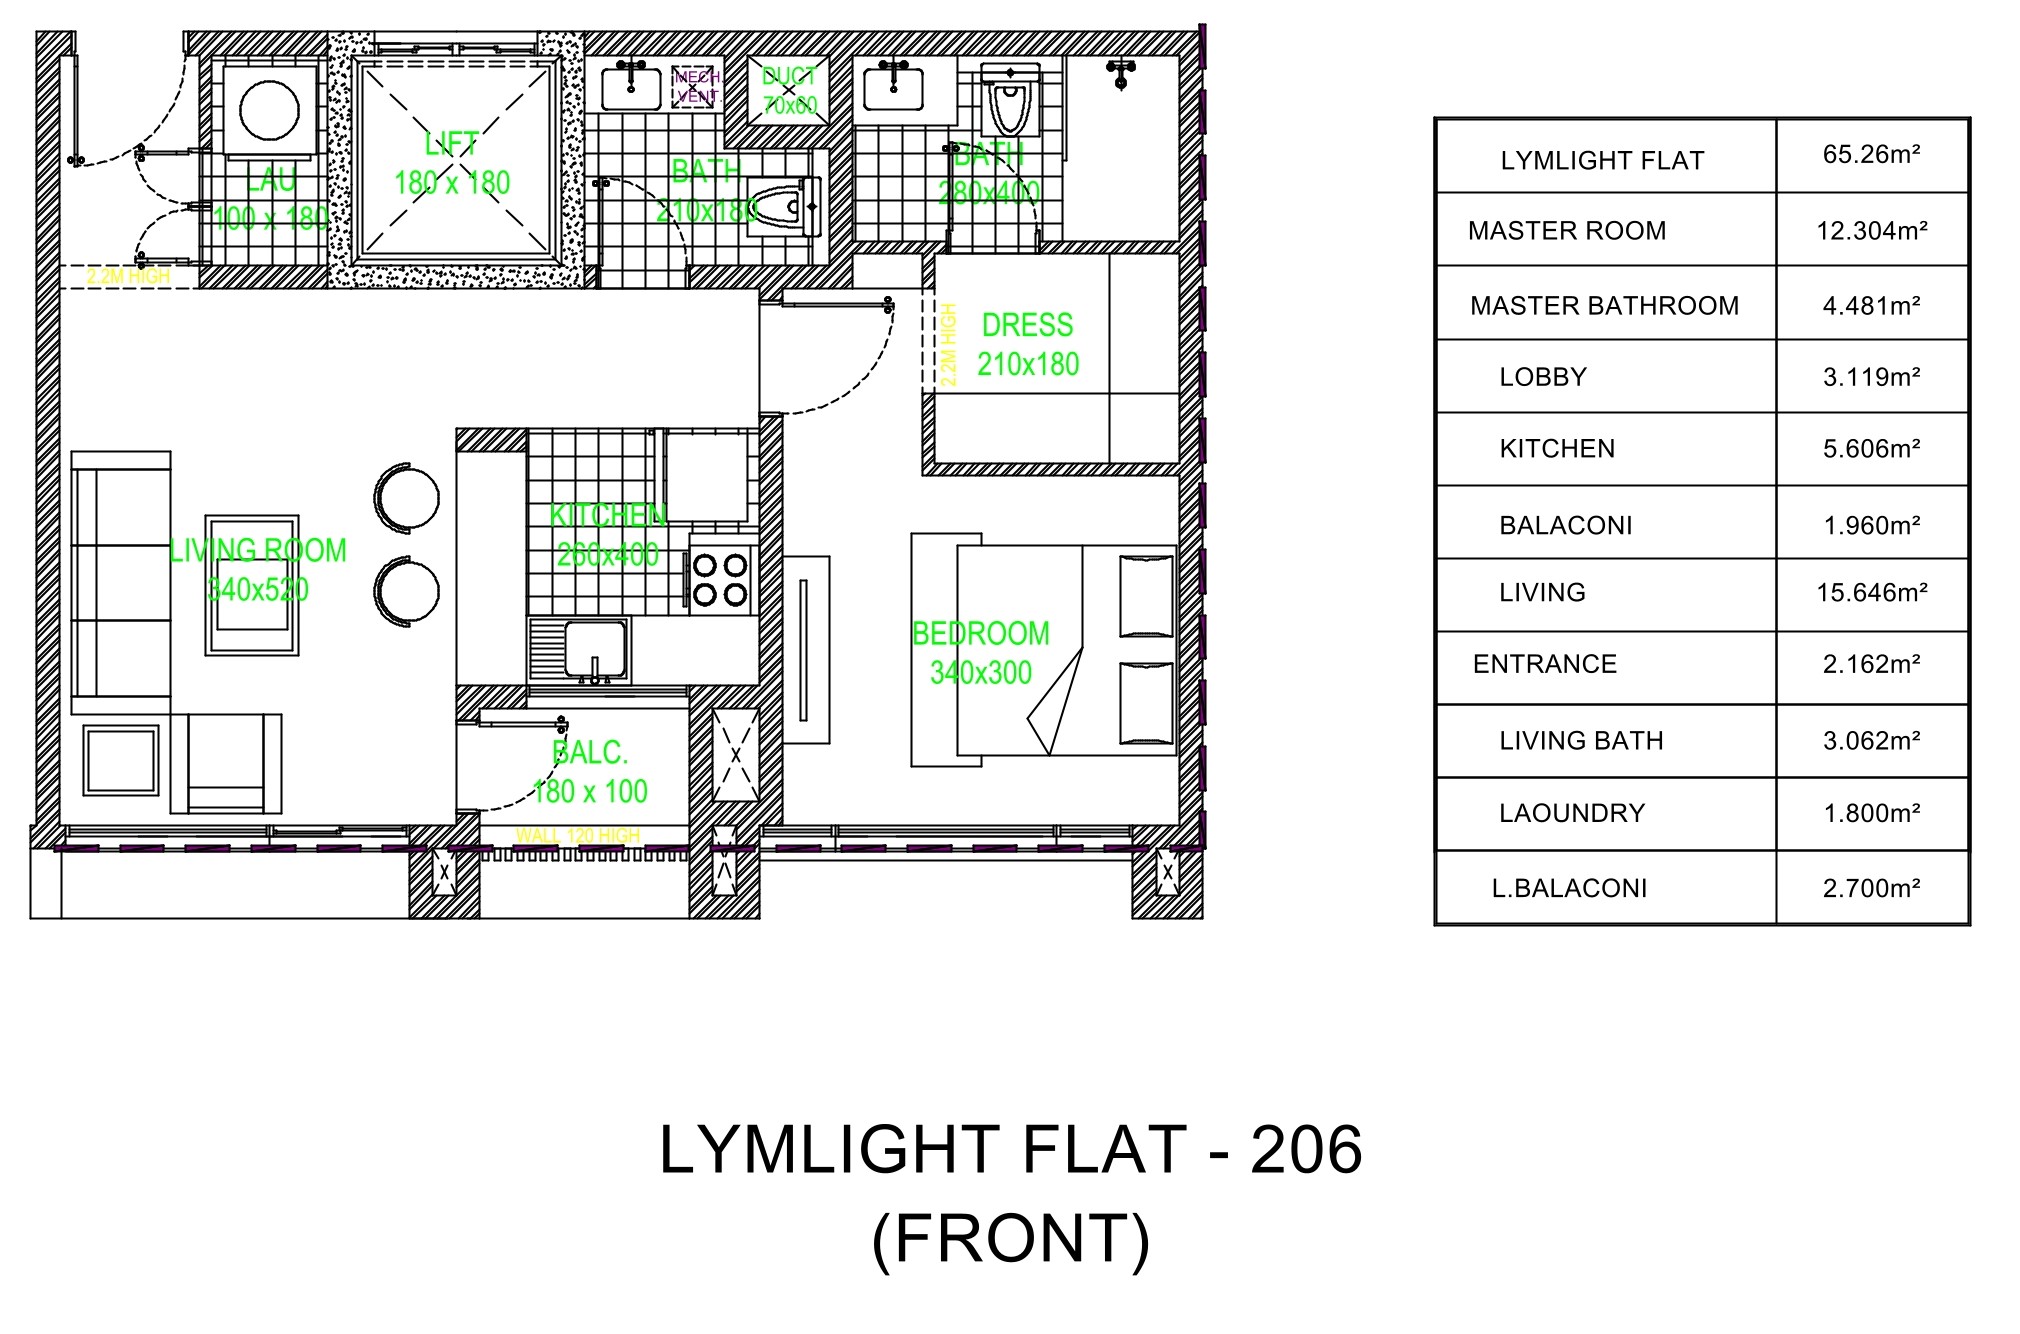 MECH.
VENT.
DUCT
70x60
LIFT
180 x 180
LAU
100 x 180
BATH
210x180
BATH
280x400
2.2M HIGH
DRESS
210x180
2.2M HIGH
LIVING ROOM
340x520
KITCHEN
260x400
BEDROOM
340x300
BALC.
180 x 100
WALL 120 HIGH
LYMLIGHT FLAT 65.26m²
MASTER ROOM 12.304m²
MASTER BATHROOM 4.481m²
LOBBY 3.119m²
KITCHEN 5.606m²
BALACONI 1.960m²
LIVING 15.646m²
ENTRANCE 2.162m²
LIVING BATH 3.062m²
LAOUNDRY 1.800m²
L.BALACONI 2.700m²
LYMLIGHT FLAT - 206
(FRONT)